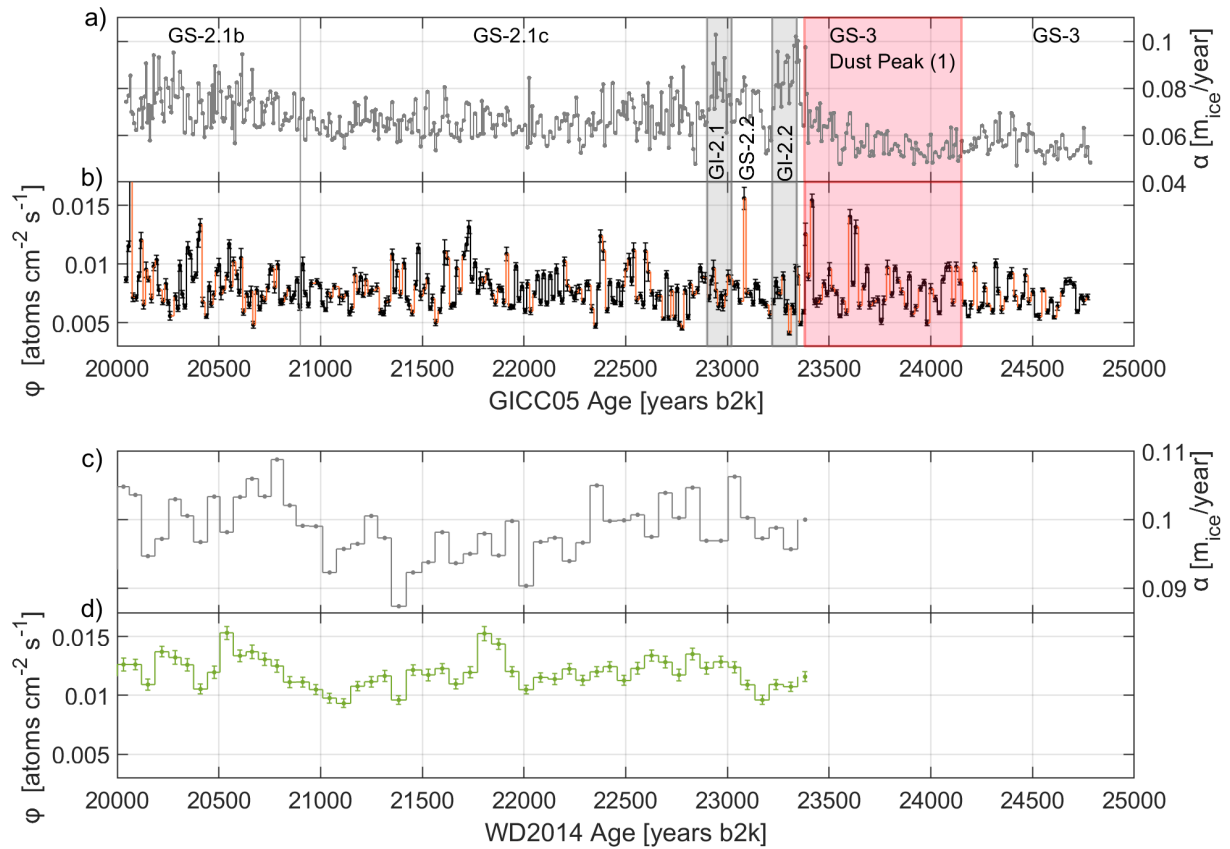 a)
GS-2.1b
GS-2.1c
GS-3
GS-3
Dust Peak (1)
GI-2.1
GS-2.2
GI-2.2
0.1
0.08
0.06
0.04
α [m_ice/year]
b)
0.015
0.01
0.005
φ [atoms cm^-2 s^-1]
20000 20500 21000 21500 22000 22500 23000 23500 24000 24500 25000
GICC05 Age [years b2k]
c)
0.11
0.1
0.09
α [m_ice/year]
d)
0.015
0.01
0.005
φ [atoms cm^-2 s^-1]
20000 20500 21000 21500 22000 22500 23000 23500 24000 24500 25000
WD2014 Age [years b2k]